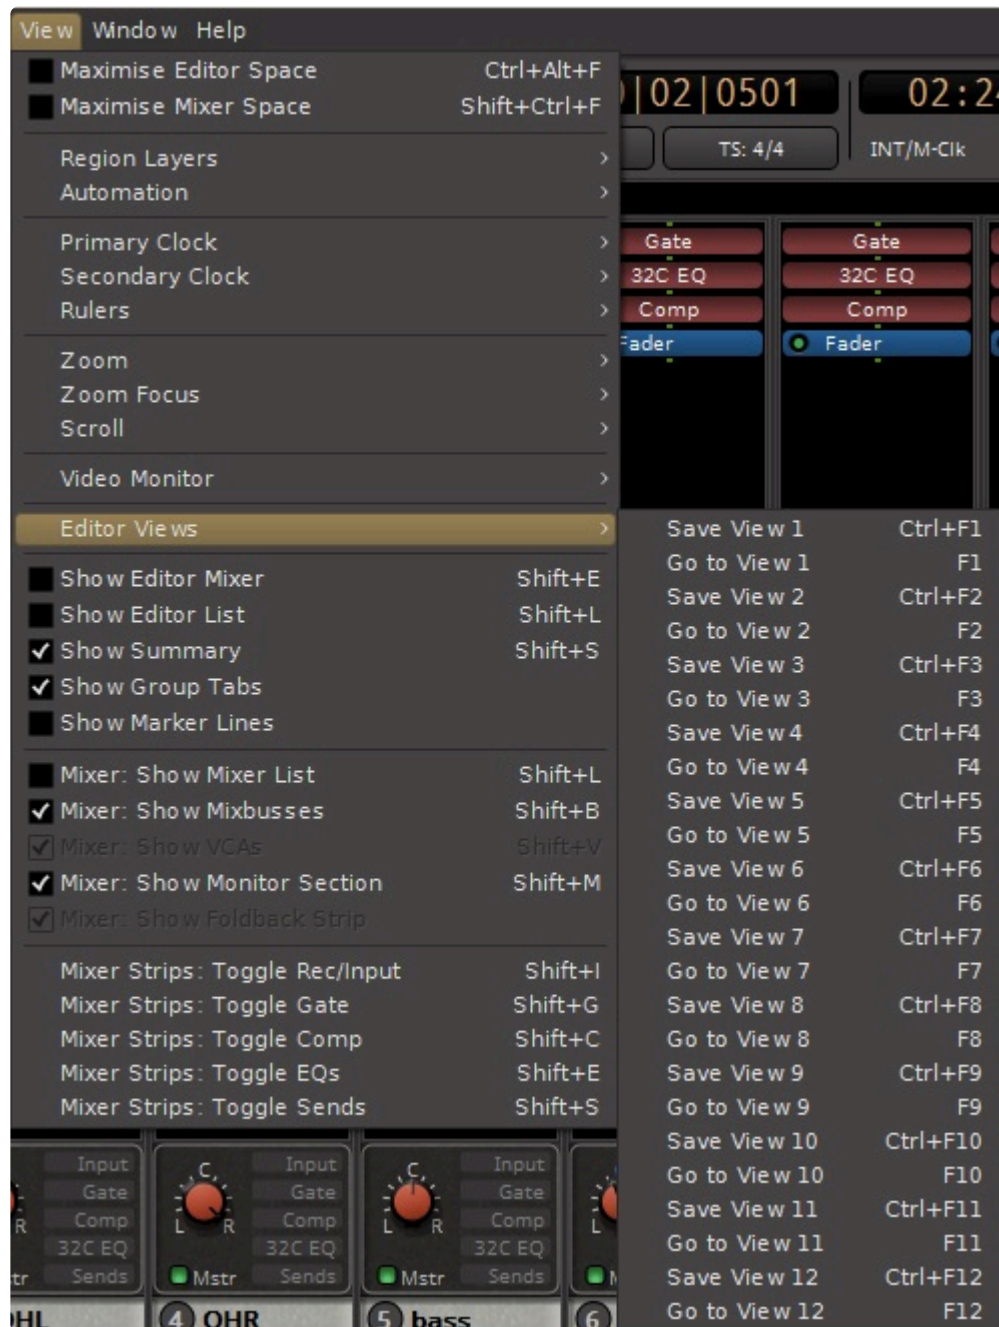 View Window Help
Maximise Editor Space Ctrl+Alt+F
Maximise Mixer Space Shift+Ctrl+F
|02|0501
02:2
TS: 4/4
INT/M-Clk
Region Layers
Automation
Primary Clock
Secondary Clock
Rulers
Zoom
Zoom Focus
Scroll
Video Monitor
Editor Views
Gate Gate
32C EQ 32C EQ
Comp Comp
Fader Fader
Show Editor Mixer Shift+E
Show Editor List Shift+L
Show Summary Shift+S
Show Group Tabs
Show Marker Lines
Mixer: Show Mixer List Shift+L
Mixer: Show Mixbusses Shift+B
Mixer: Show VCAs Shift+V
Mixer: Show Monitor Section Shift+M
Mixer: Show Foldback Strip
Mixer Strips: Toggle Rec/Input Shift+I
Mixer Strips: Toggle Gate Shift+G
Mixer Strips: Toggle Comp Shift+C
Mixer Strips: Toggle EQs Shift+E
Mixer Strips: Toggle Sends Shift+S
Save View 1 Ctrl+F1
Go to View 1 F1
Save View 2 Ctrl+F2
Go to View 2 F2
Save View 3 Ctrl+F3
Go to View 3 F3
Save View 4 Ctrl+F4
Go to View 4 F4
Save View 5 Ctrl+F5
Go to View 5 F5
Save View 6 Ctrl+F6
Go to View 6 F6
Save View 7 Ctrl+F7
Go to View 7 F7
Save View 8 Ctrl+F8
Go to View 8 F8
Save View 9 Ctrl+F9
Go to View 9 F9
Save View 10 Ctrl+F10
Go to View 10 F10
Save View 11 Ctrl+F11
Go to View 11 F11
Save View 12 Ctrl+F12
Go to View 12 F12
Input C Input C Input
Gate Gate Gate
R Comp L R Comp L R Comp L
32C EQ 32C EQ 32C EQ
Sends Mstr Sends Mstr Sends
4 OHR 5 bass 6